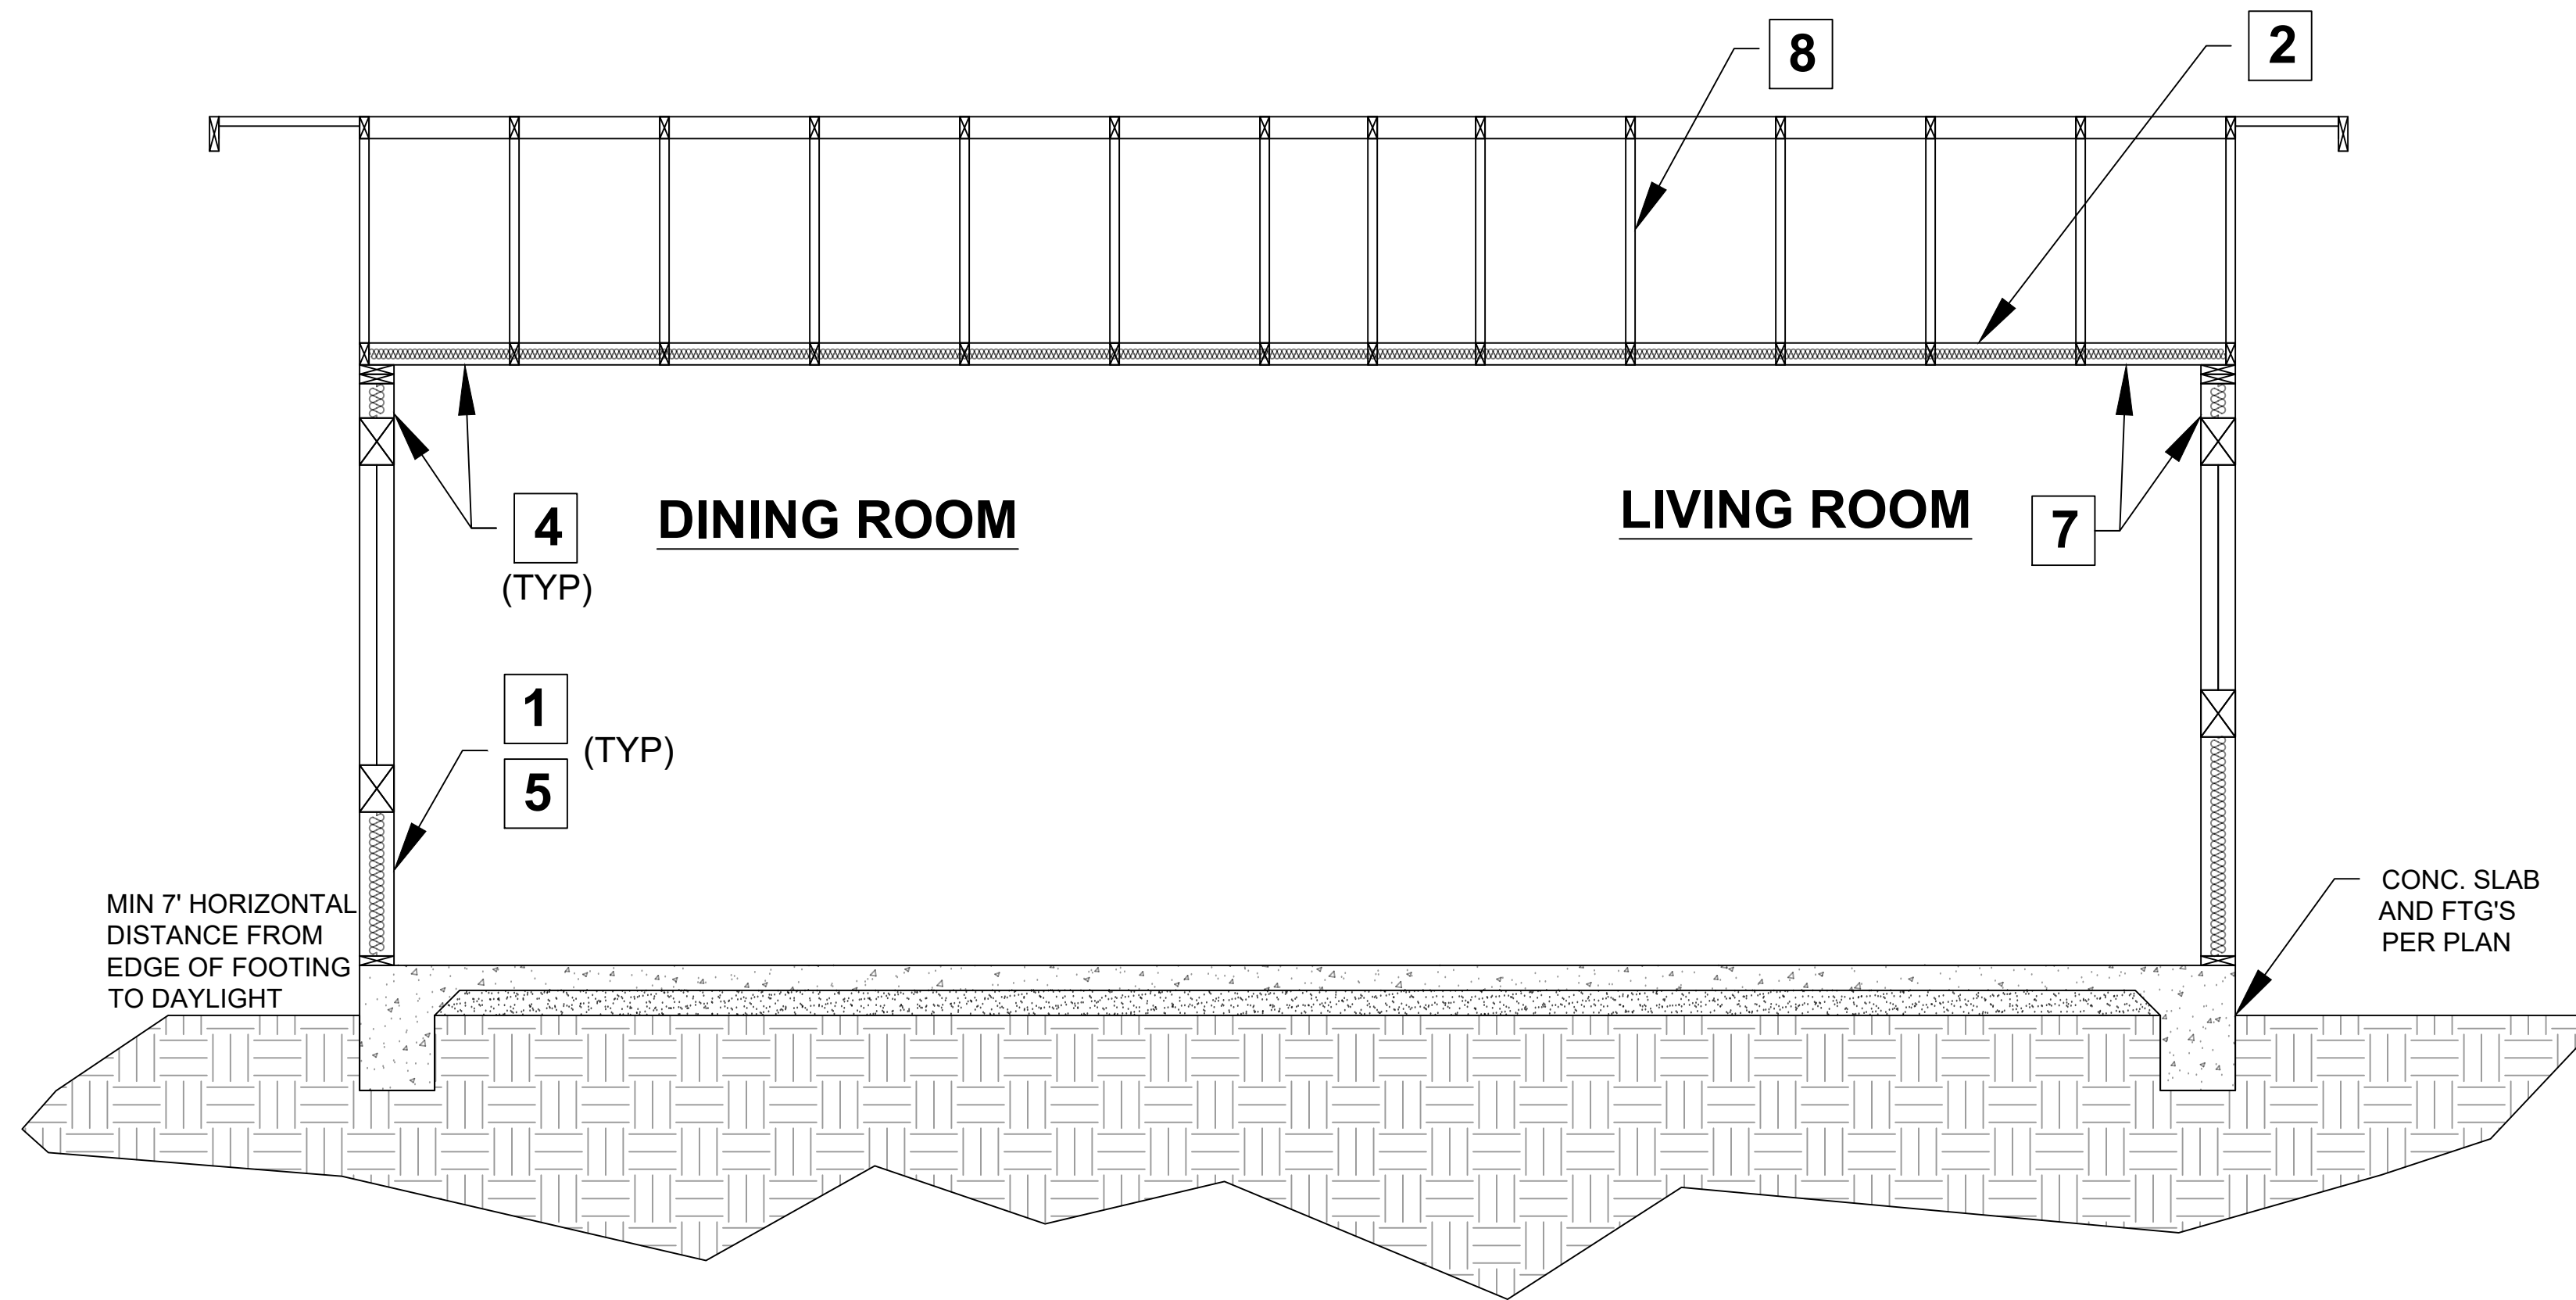 8
2
4
(TYP)
DINING ROOM
LIVING ROOM
7
1
(TYP)
5
MIN 7' HORIZONTAL
DISTANCE FROM
EDGE OF FOOTING
TO DAYLIGHT
CONC. SLAB
AND FTG'S
PER PLAN